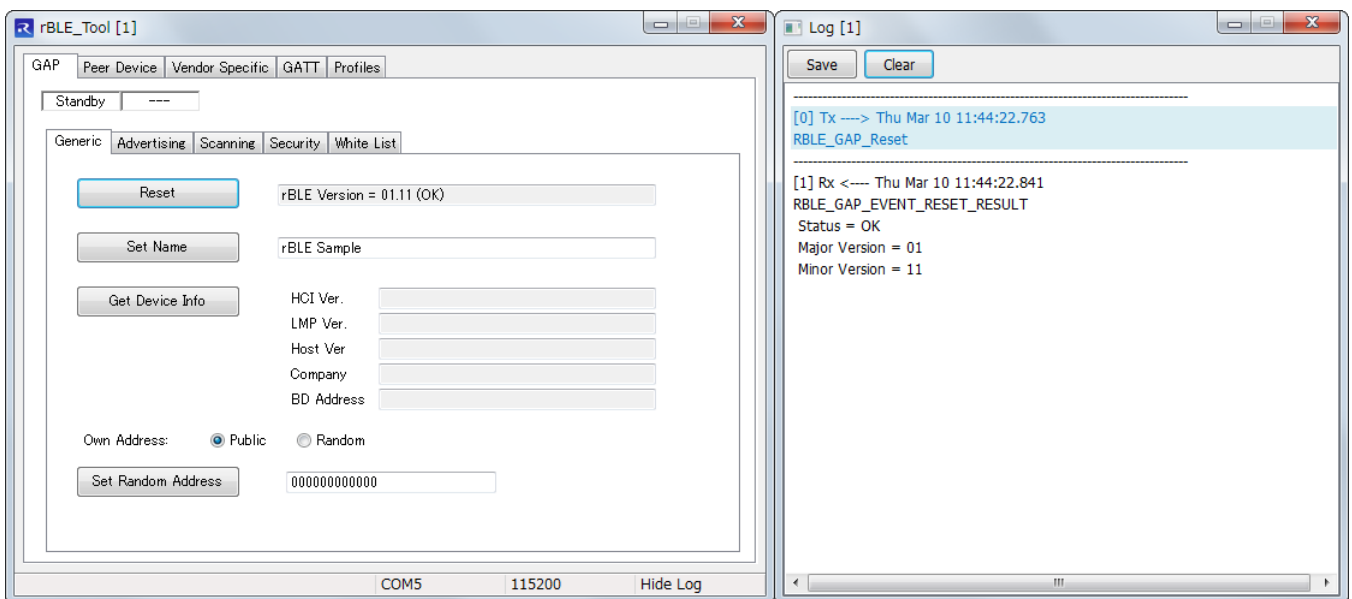 rBLE_Tool [1]
GAP Peer Device Vendor Specific GATT Profiles
Standby ---
Generic Advertising Scanning Security White List
Reset rBLE Version = 01.11 (OK)
Set Name rBLE Sample
Get Device Info HCI Ver.
LMP Ver.
Host Ver
Company
BD Address
Own Address: Public Random
Set Random Address 000000000000
COM5 115200 Hide Log
Log [1]
Save Clear
[0] Tx ----> Thu Mar 10 11:44:22.763
RBLE_GAP_Reset
[1] Rx <---- Thu Mar 10 11:44:22.841
RBLE_GAP_EVENT_RESET_RESULT
Status = OK
Major Version = 01
Minor Version = 11